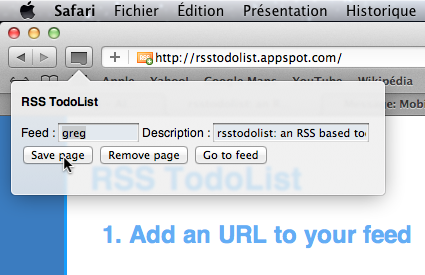 Safari Fichier Édition Présentation Historique
http://rsstodolist.appspot.com/
Apple Yahoo! Google Maps YouTube Wikipédia
RSS TodoList
Feed : greg Description : rsstodolist: an RSS based to
Save page Remove page Go to feed
RSS TodoList
1. Add an URL to your feed